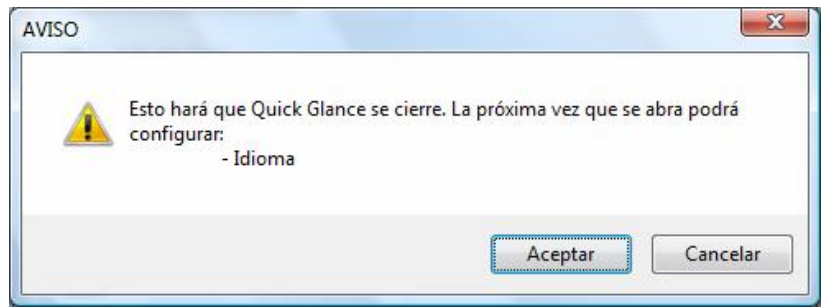 AVISO
Esto hará que Quick Glance se cierre. La próxima vez que se abra podrá
configurar:
- Idioma
Aceptar
Cancelar